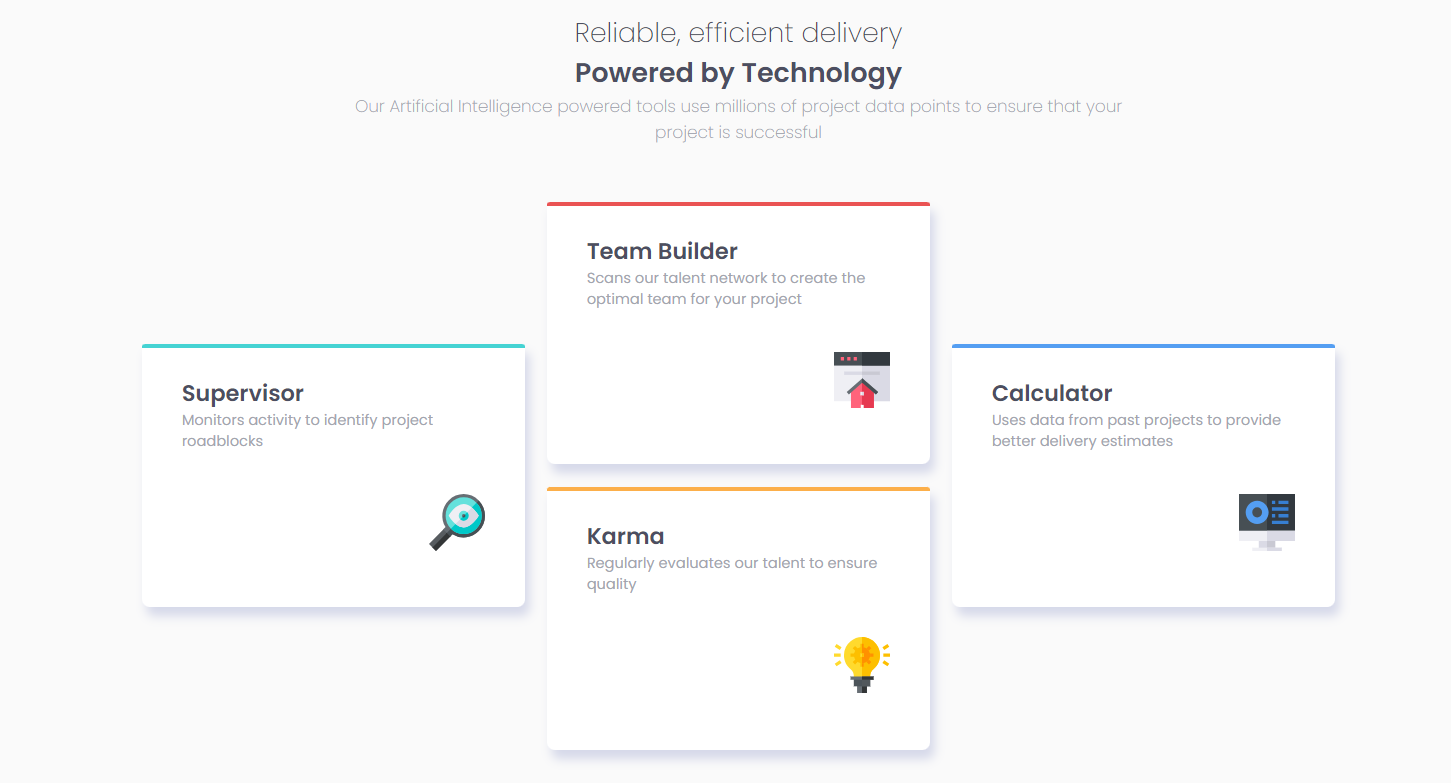 Reliable, efficient delivery
Powered by Technology
Our Artificial Intelligence powered tools use millions of project data points to ensure that your
project is successful
Supervisor
Monitors activity to identify project
roadblocks
Team Builder
Scans our talent network to create the
optimal team for your project
Karma
Regularly evaluates our talent to ensure
quality
Calculator
Uses data from past projects to provide
better delivery estimates